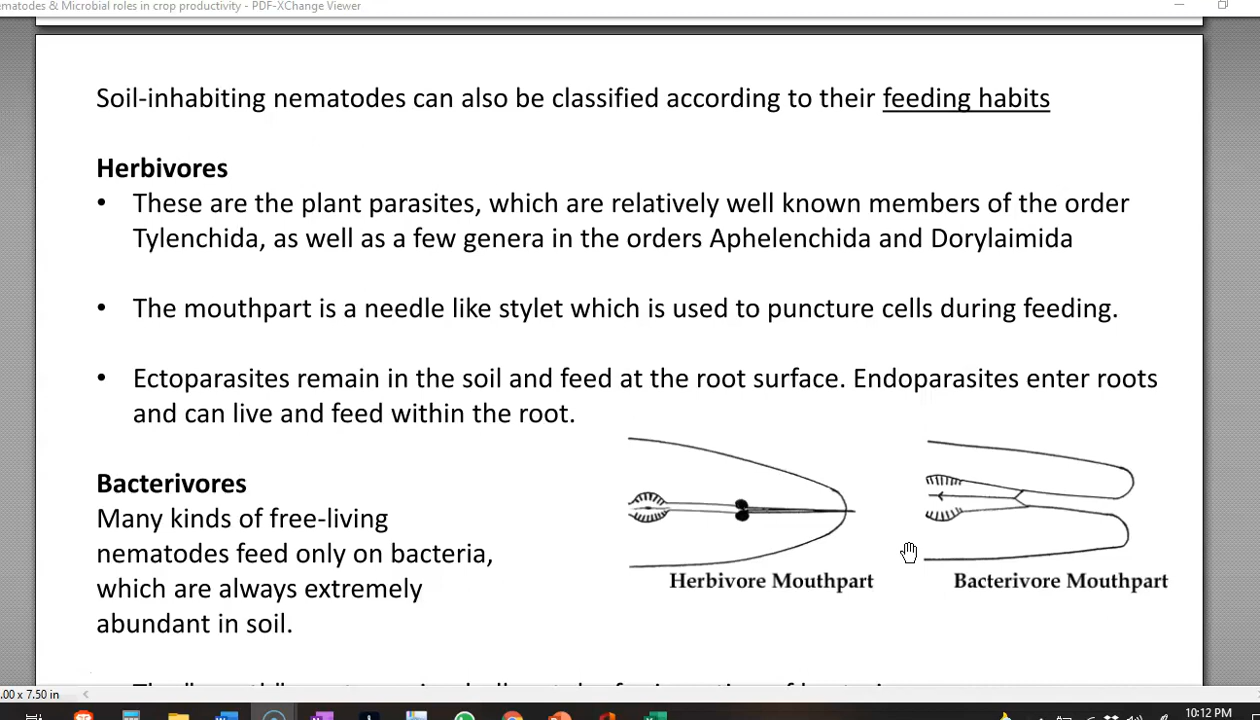 ematodes & Microbial roles in crop productivity - PDF-XChange Viewer
Soil-inhabiting nematodes can also be classified according to their feeding habits
Herbivores
• These are the plant parasites, which are relatively well known members of the order
Tylenchida, as well as a few genera in the orders Aphelenchida and Dorylaimida
• The mouthpart is a needle like stylet which is used to puncture cells during feeding.
• Ectoparasites remain in the soil and feed at the root surface. Endoparasites enter roots
and can live and feed within the root.
Bacterivores
Many kinds of free-living
nematodes feed only on bacteria,
which are always extremely
abundant in soil.
Herbivore Mouthpart
Bacterivore Mouthpart
.00 x 7.50 in
10:12 PM